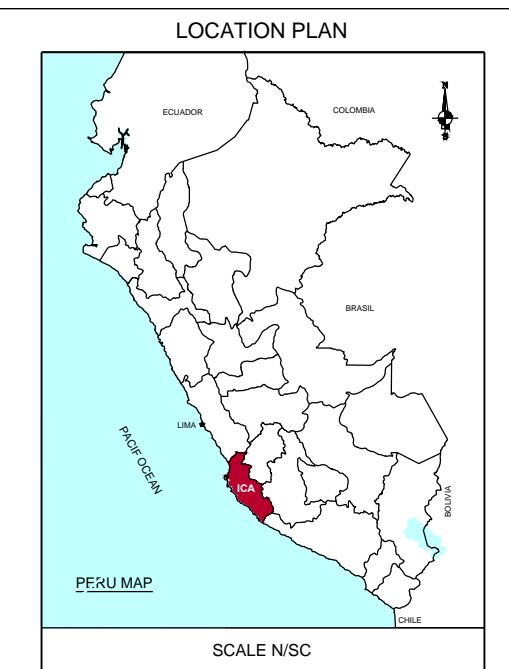 LOCATION PLAN
ECUADOR
COLOMBIA
N
S
BRASIL
LIMA
PACIF OCEAN
ICA
BOLIVIA
PERU MAP
CHILE
SCALE N/SC